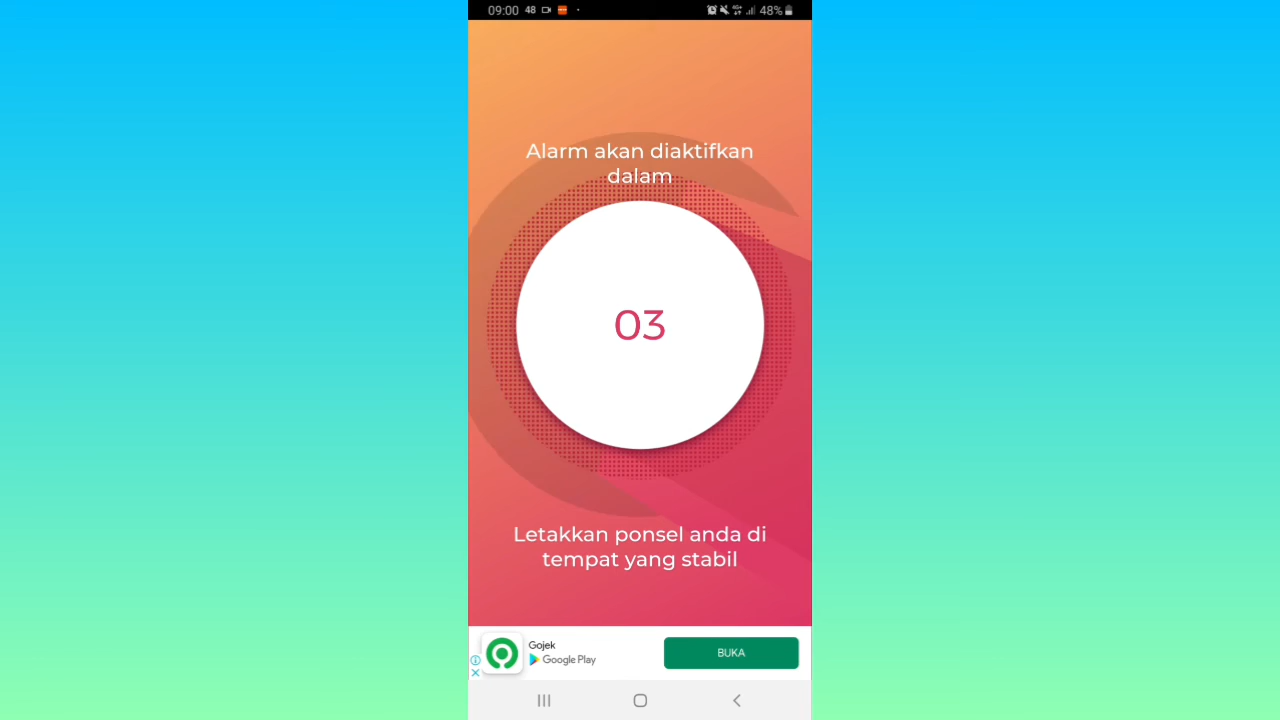 09:00 48
48%
Alarm akan diaktifkan
dalam
03
Letakkan ponsel anda di
tempat yang stabil
Gojek
Google Play
BUKA